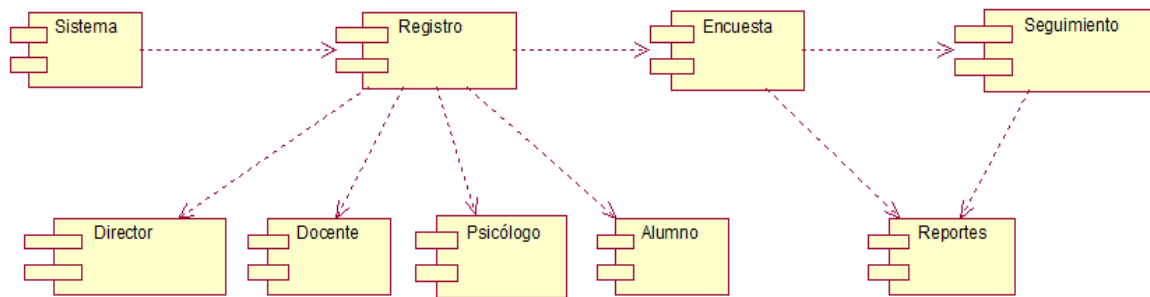 Sistema
Registro
Encuesta
Seguimiento
Director
Docente
Psicólogo
Alumno
Reportes